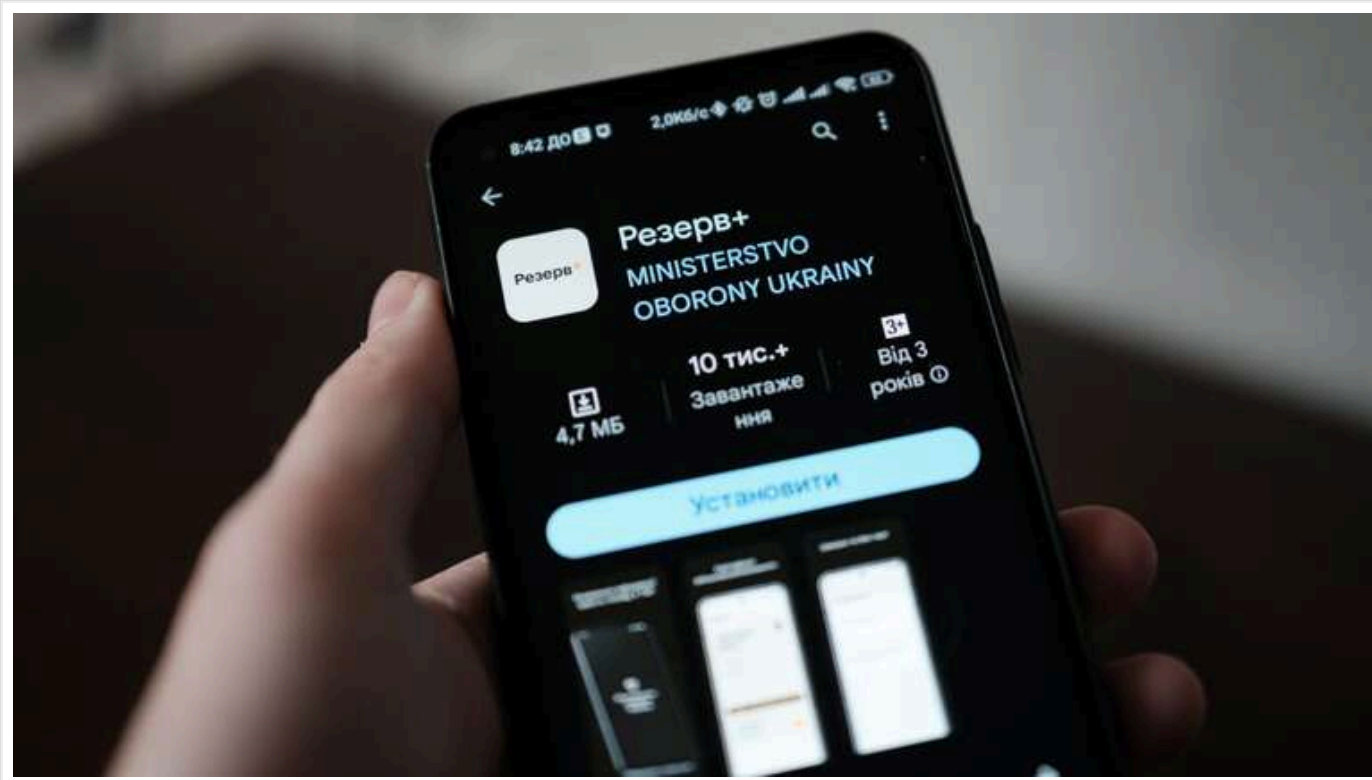 8:42 ДО
2,0Кб/с
Резерв+
MINISTERSTVO
OBORONY UKRAINY
Резерв+
4,7 МБ
10 тис.+
Завантаже
ння
3+
Від 3
років
Установити